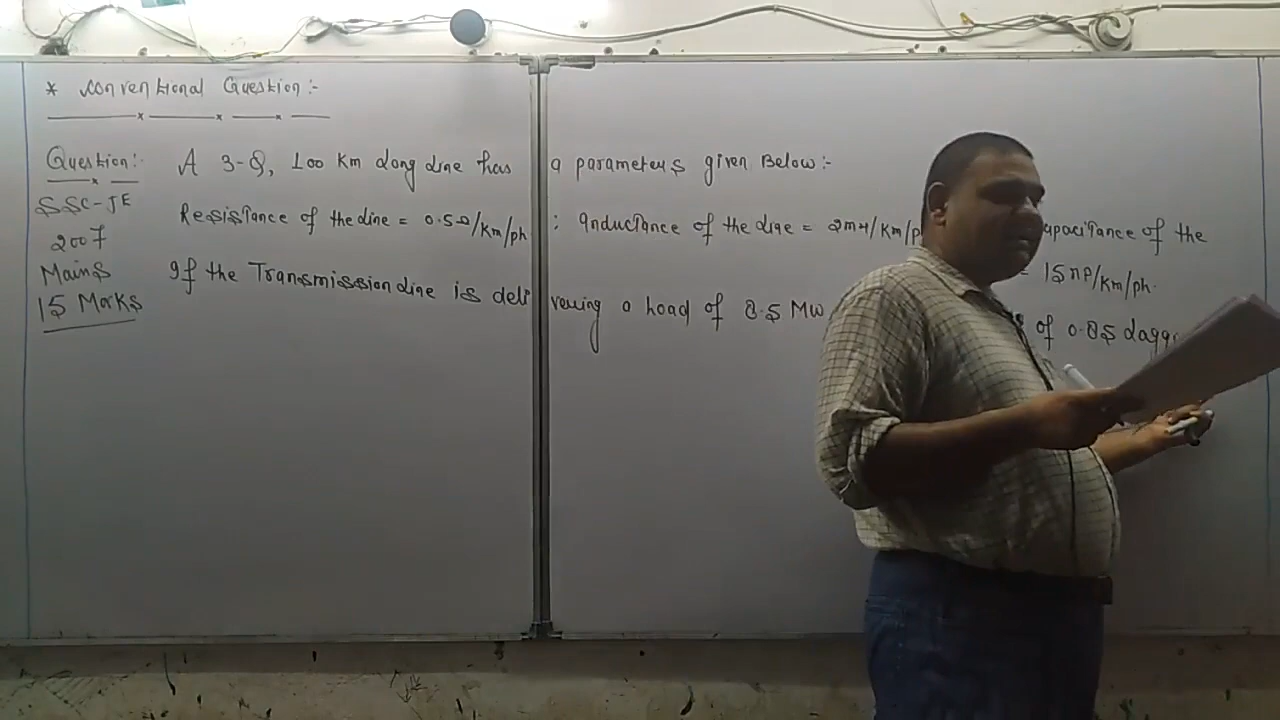 * Conventional Question:-
Question:- A 3-Φ, 100 Km Long Line has a parameters given Below:-
SSC-JE
2007
Mains
15 Marks
Resistance of the Line = 0.5Ω/Km/ph ; Inductance of the Line = 2mH/Km/p apacitance of the
= 15nF/Km/ph.
If the Transmission Line is delivering a Load of 8.5 MW of 0.85 Lagg